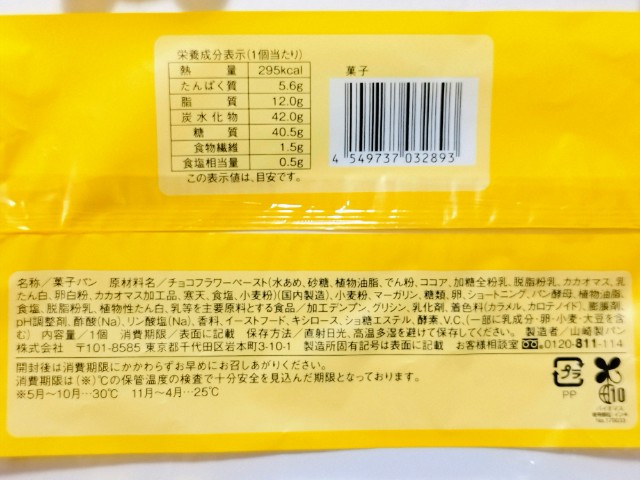 栄養成分表示(1個当たり)
熱 量 295kcal
たんぱく質 5.6g
脂 質 12.0g
炭水化物 42.0g
糖 質 40.5g
食物繊維 1.5g
食塩相当量 0.5g
この表示値は、目安です。
菓子
4 549737 032893
名称/菓子パン 原材料名/チョコフラワーペースト(水あめ、砂糖、植物油脂、でん粉、ココア、加糖全粉乳、脱脂粉乳、カカオマス、乳
たん白、卵白粉、カカオマス加工品、寒天、食塩、小麦粉)(国内製造)、小麦粉、マーガリン、糖類、卵、ショートニング、パン酵母、植物油脂、
食塩、脱脂粉乳、植物性たん白、乳等を主要原料とする食品/加工デンプン、グリシン、乳化剤、着色料(カラメル、カロテノイド)、膨脹剤、
pH調整剤、酢酸(Na)、リン酸塩(Na)、香料、イーストフード、キシロース、ショ糖エステル、酵素、V.C、(一部に乳成分・卵・小麦・大豆を含
む) 内容量/1個 消費期限/表面に記載 保存方法/直射日光、高温多湿を避けて保存してください。 製造者/山崎製パン
株式会社 〒101-8585 東京都千代田区岩本町3-10-1 製造所固有記号は表面に記載 お客様相談室 0120-811-114
開封後は消費期限にかかわらずお早めにお召しあがりください。
消費期限は(※)℃の保管温度の検査で十分安全を見込んだ期限となっております。
※5月~10月…30℃ 11月~4月…25℃
プラ
PP
10
バイオマス